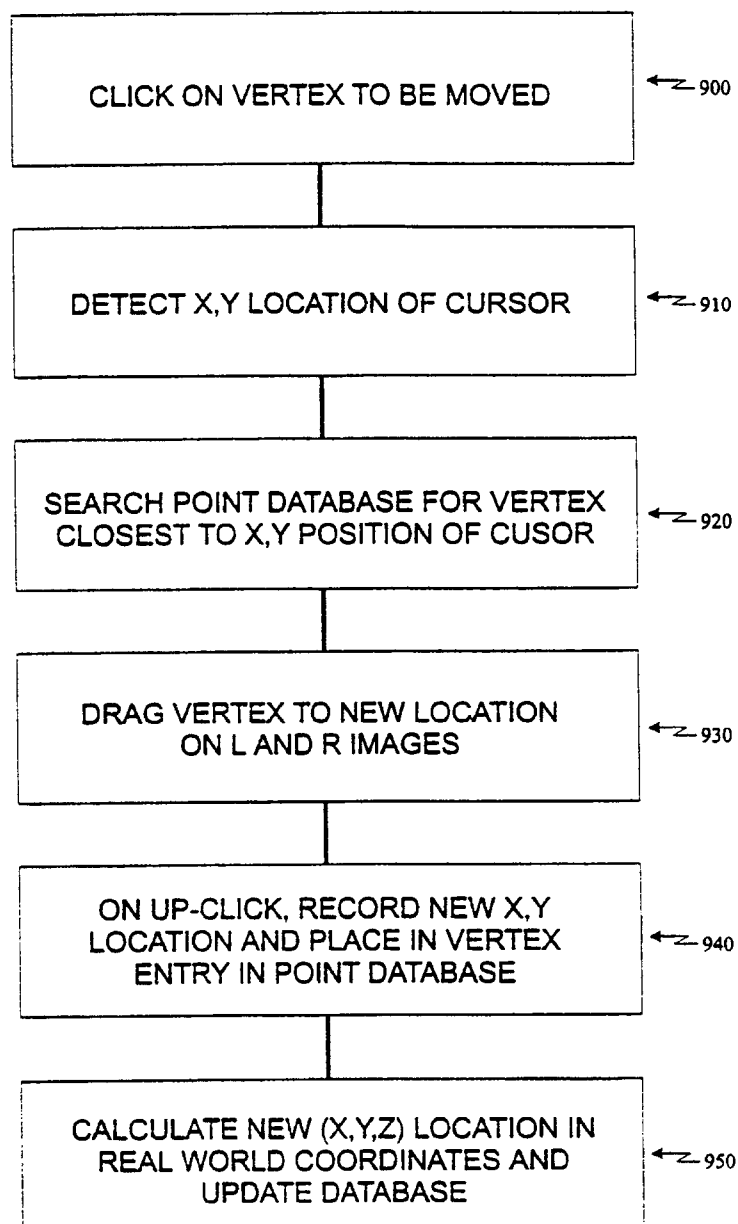 CLICK ON VERTEX TO BE MOVED
900
DETECT X,Y LOCATION OF CURSOR
910
SEARCH POINT DATABASE FOR VERTEX
CLOSEST TO X,Y POSITION OF CUSOR
920
DRAG VERTEX TO NEW LOCATION
ON L AND R IMAGES
930
ON UP-CLICK, RECORD NEW X,Y
LOCATION AND PLACE IN VERTEX
ENTRY IN POINT DATABASE
940
CALCULATE NEW (X,Y,Z) LOCATION IN
REAL WORLD COORDINATES AND
UPDATE DATABASE
950